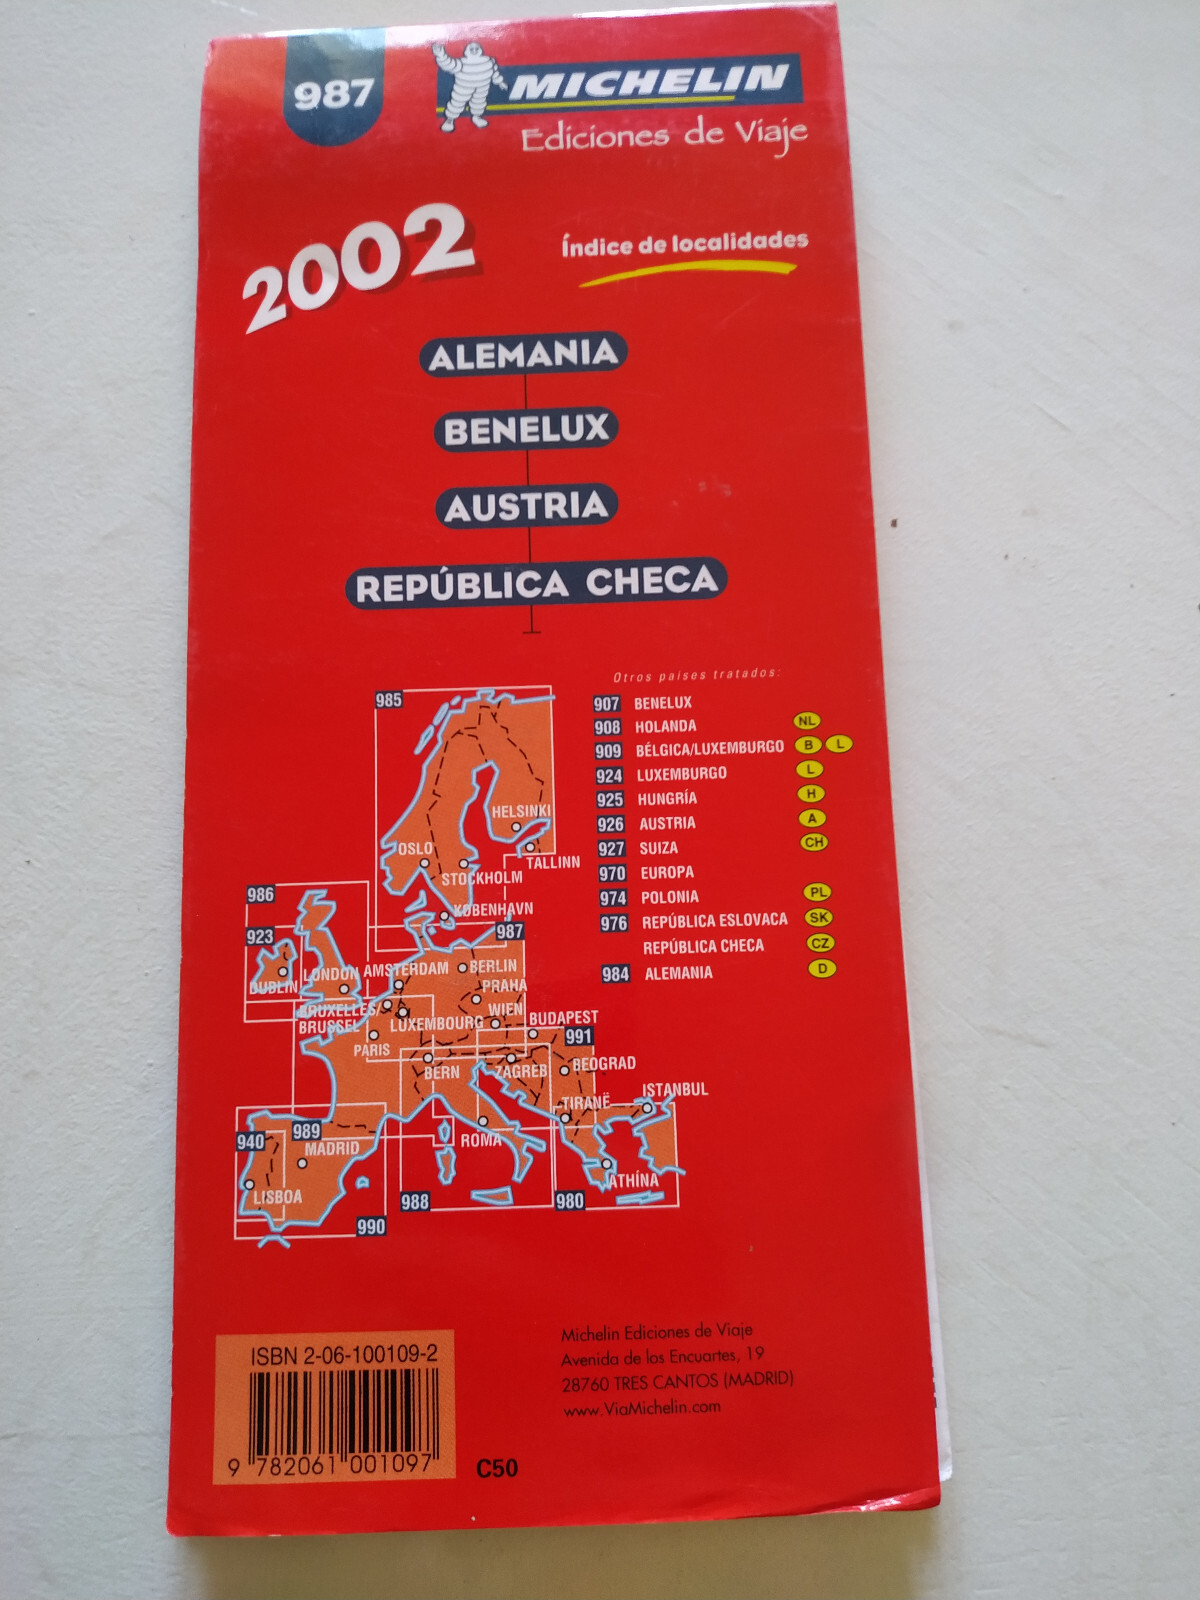 987
MICHELIN
Ediciones de Viaje
2002
Índice de localidades
ALEMANIA
BENELUX
AUSTRIA
REPÚBLICA CHECA
Otros paises tratados:
907 BENELUX
908 HOLANDA NL
909 BÉLGICA/LUXEMBURGO B L
924 LUXEMBURGO L
925 HUNGRÍA H
926 AUSTRIA A
927 SUIZA CH
970 EUROPA
974 POLONIA PL
976 REPÚBLICA ESLOVACA SK
REPÚBLICA CHECA CZ
984 ALEMANIA D
985
HELSINKI
OSLO
TALLINN
STOCKHOLM
986
KØBENHAVN
987
923
DUBLIN
LONDON
AMSTERDAM
BERLIN
PRAHA
BRUXELLES/
BRUSSEL
LUXEMBOURG
WIEN
BUDAPEST
991
PARIS
BERN
ZAGREB
BEOGRAD
ISTANBUL
TIRANË
989
940
MADRID
ROMA
LISBOA
ATHÍNA
988
980
990
ISBN 2-06-100109-2
9 782061 001097
C50
Michelin Ediciones de Viaje
Avenida de los Encuartes, 19
28760 TRES CANTOS (MADRID)
www.ViaMichelin.com